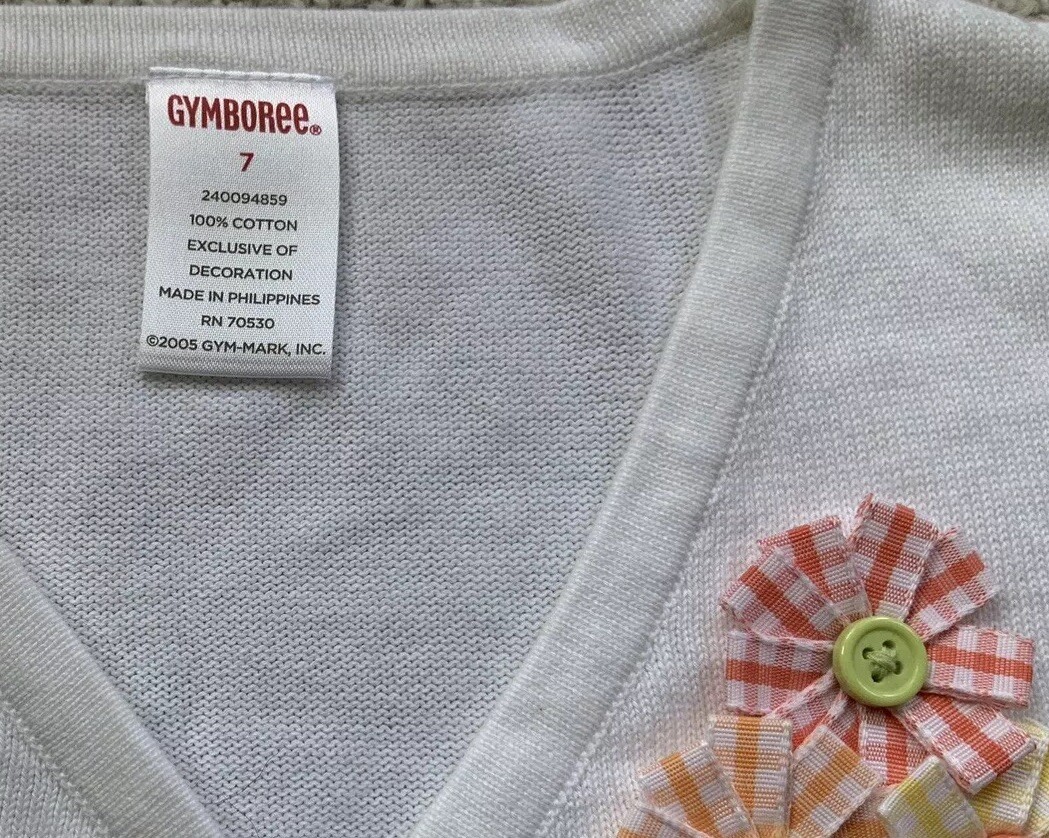 GYMBOREE®
7
240094859
100% COTTON
EXCLUSIVE OF
DECORATION
MADE IN PHILIPPINES
RN 70530
©2005 GYM-MARK, INC.